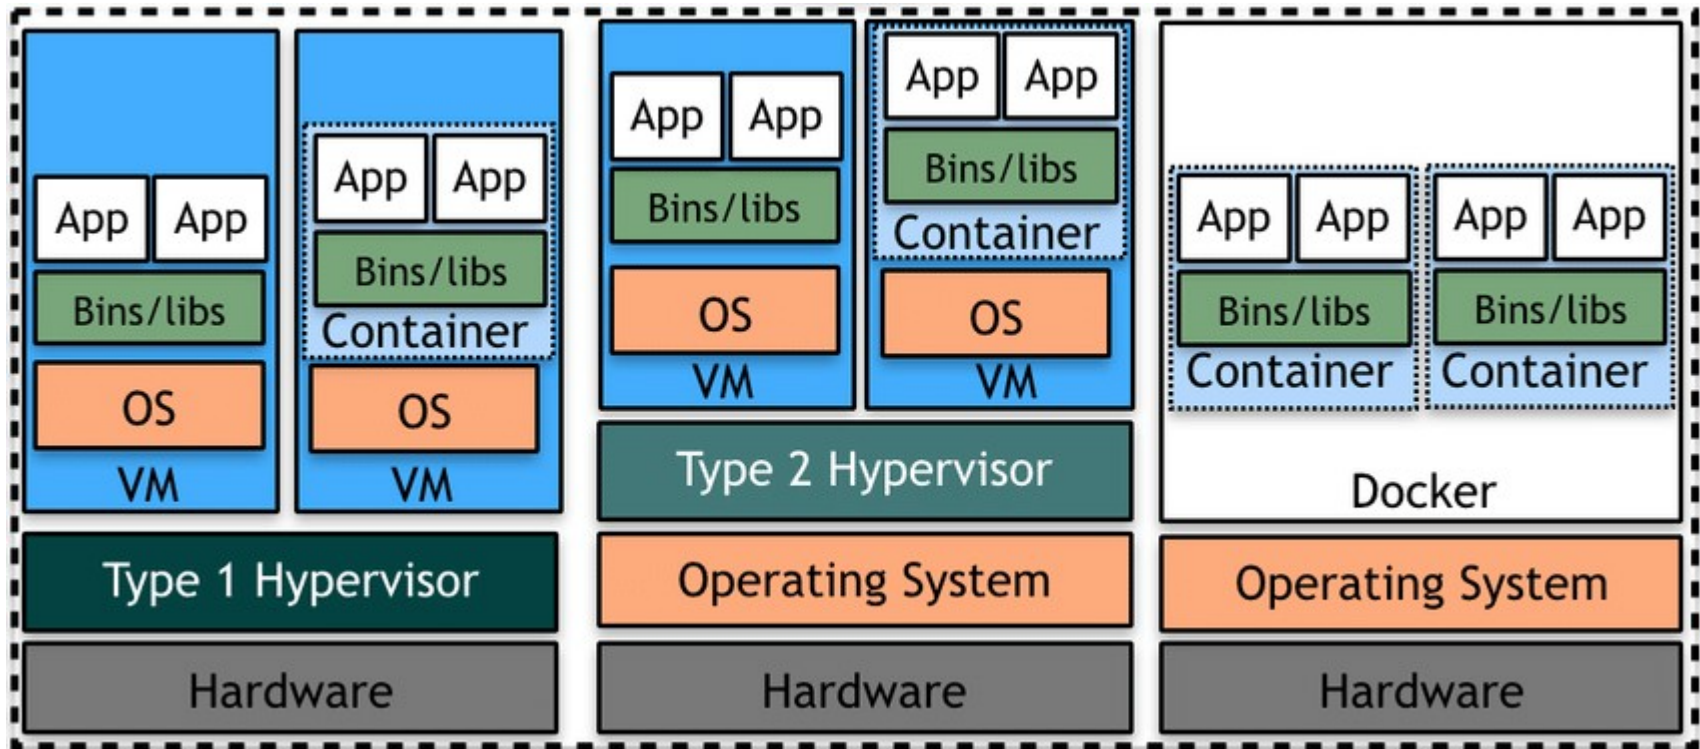 App App
Bins/libs
OS
VM
App App
Bins/libs
Container
OS
VM
Type 1 Hypervisor
Hardware
App App
Bins/libs
OS
VM
App App
Bins/libs
Container
OS
VM
Type 2 Hypervisor
Operating System
Hardware
App App
Bins/libs
Container
App App
Bins/libs
Container
Docker
Operating System
Hardware